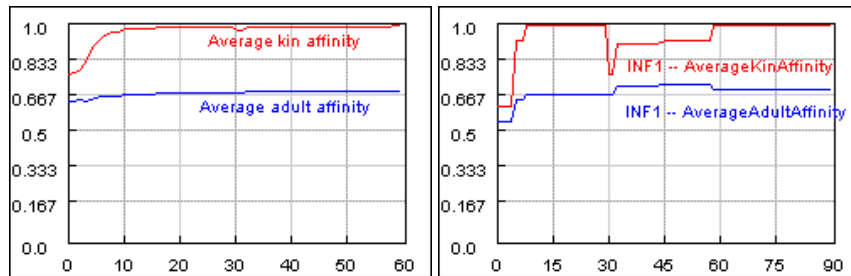 1.0
Average kin affinity
0.833
0.667
Average adult affinity
0.5
0.333
0.167
0.0
0 10 20 30 40 50 60
1.0
0.833
INF1 -- AverageKinAffinity
0.667
INF1 -- AverageAdultAffinity
0.5
0.333
0.167
0.0
0 15 30 45 60 75 90